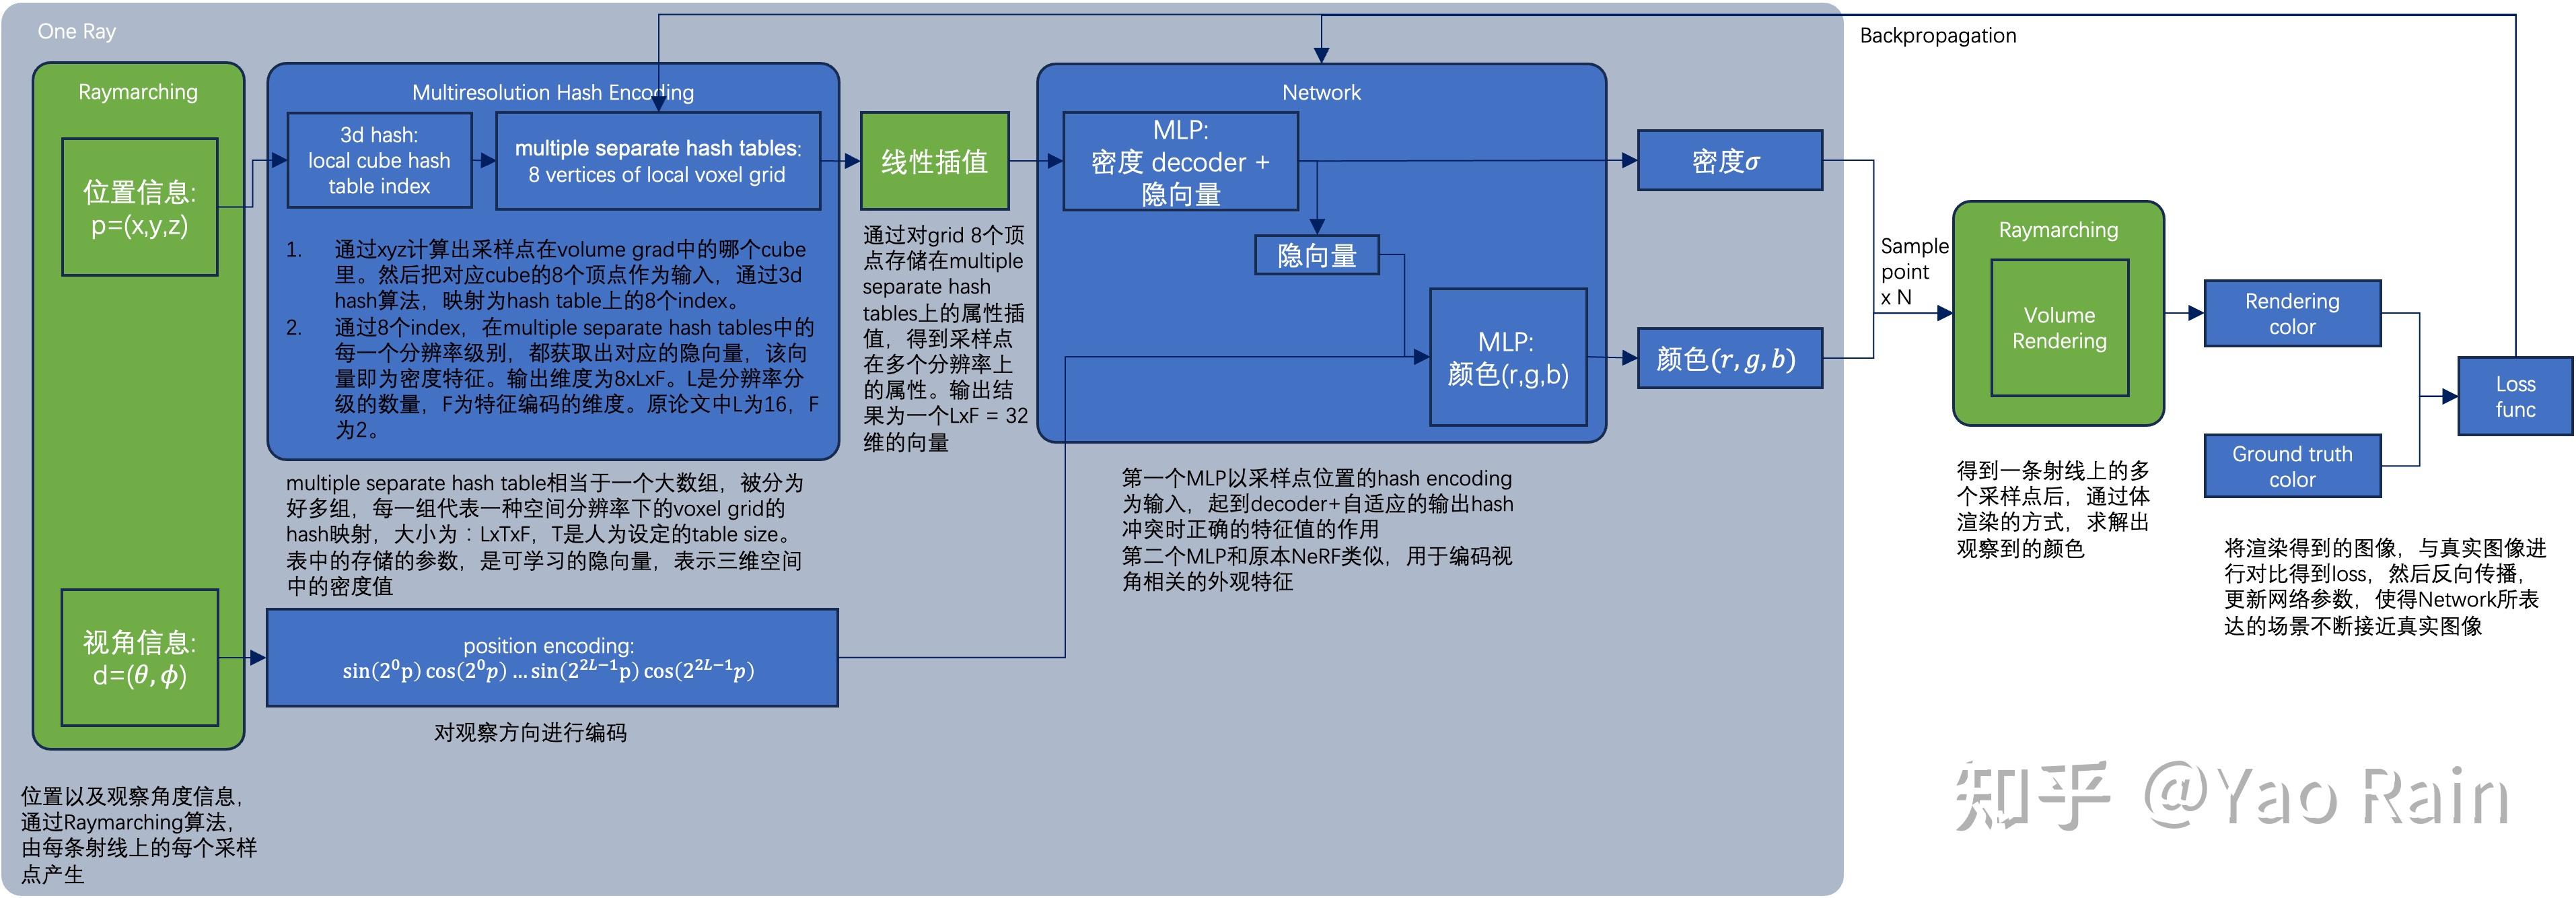 One Ray
Backpropagation
Raymarching
位置信息:
p=(x,y,z)
视角信息:
d=(θ,ϕ)
位置以及观察角度信息,
通过Raymarching算法,
由每条射线上的每个采样
点产生
Multiresolution Hash Encoding
3d hash:
local cube hash
table index
multiple separate hash tables:
8 vertices of local voxel grid
1. 通过xyz计算出采样点在volume grad中的哪个cube
里。然后把对应cube的8个顶点作为输入，通过3d
hash算法，映射为hash table上的8个index。
2. 通过8个index，在multiple separate hash tables中的
每一个分辨率级别，都获取出对应的隐向量，该向
量即为密度特征。输出维度为8xLxF。L是分辨率分
级的数量，F为特征编码的维度。原论文中L为16，F
为2。
multiple separate hash table相当于一个大数组，被分为
好多组，每一组代表一种空间分辨率下的voxel grid的
hash映射，大小为：LxTxF，T是人为设定的table size。
表中的存储的参数，是可学习的隐向量，表示三维空间
中的密度值
position encoding:
sin(2⁰p) cos(2⁰p) … sin(2²ᴸ⁻¹p) cos(2²ᴸ⁻¹p)
对观察方向进行编码
线性插值
通过对grid 8个顶
点存储在multiple
separate hash
tables上的属性插
值，得到采样点
在多个分辨率上
的属性。输出结
果为一个LxF = 32
维的向量
Network
MLP:
密度 decoder +
隐向量
隐向量
MLP:
颜色(r,g,b)
第一个MLP以采样点位置的hash encoding
为输入，起到decoder+自适应的输出hash
冲突时正确的特征值的作用
第二个MLP和原本NeRF类似，用于编码视
角相关的外观特征
密度σ
颜色(r, g, b)
Sample
point
x N
Raymarching
Volume
Rendering
得到一条射线上的多
个采样点后，通过体
渲染的方式，求解出
观察到的颜色
Rendering
color
Ground truth
color
Loss
func
将渲染得到的图像，与真实图像进
行对比得到loss，然后反向传播，
更新网络参数，使得Network所表
达的场景不断接近真实图像
知乎 @Yao Rain